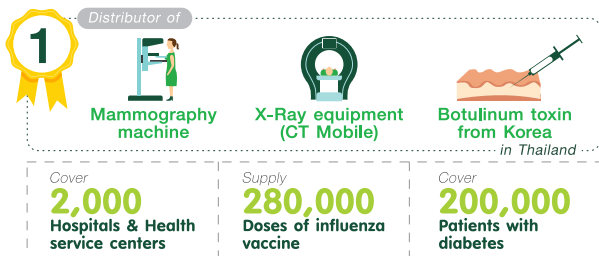 1
Distributor of
Mammography
machine
X-Ray equipment
(CT Mobile)
Botulinum toxin
from Korea
in Thailand
Cover
2,000
Hospitals & Health
service centers
Supply
280,000
Doses of influenza
vaccine
Cover
200,000
Patients with
diabetes